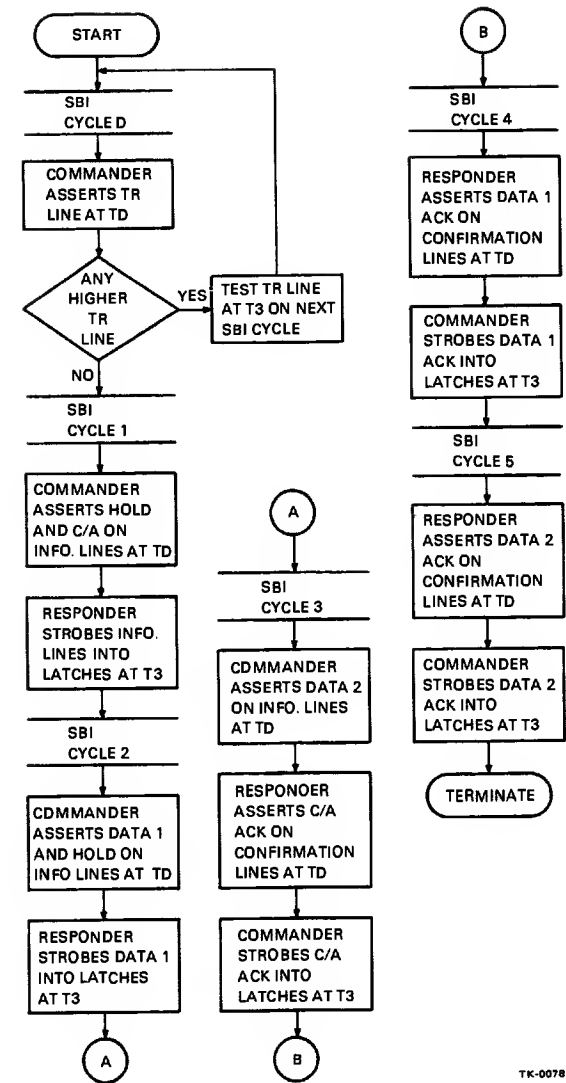 START
SBI
CYCLE D
COMMANDER
ASSERTS TR
LINE AT TD
ANY
HIGHER
TR
LINE
YES
TEST TR LINE
AT T3 ON NEXT
SBI CYCLE
NO
SBI
CYCLE 1
COMMANDER
ASSERTS HOLD
AND C/A ON
INFO. LINES AT TD
RESPONDER
STROBES INFO.
LINES INTO
LATCHES AT T3
SBI
CYCLE 2
CDMMANDER
ASSERTS DATA 1
AND HOLD ON
INFO LINES AT TD
RESPONDER
STROBES DATA 1
INTO LATCHES
AT T3
A
A
SBI
CYCLE 3
CDMMANDER
ASSERTS DATA 2
ON INFO. LINES
AT TD
RESPONOER
ASSERTS C/A
ACK ON
CONFIRMATION
LINES AT TD
COMMANDER
STROBES C/A
ACK INTO
LATCHES AT T3
B
B
SBI
CYCLE 4
RESPONDER
ASSERTS DATA 1
ACK ON
CONFIRMATION
LINES AT TD
COMMANDER
STROBES DATA 1
ACK INTO
LATCHES AT T3
SBI
CYCLE 5
RESPONDER
ASSERTS DATA 2
ACK ON
CONFIRMATION
LINES AT TD
COMMANDER
STROBES DATA 2
ACK INTO
LATCHES AT T3
TERMINATE
TK-0078